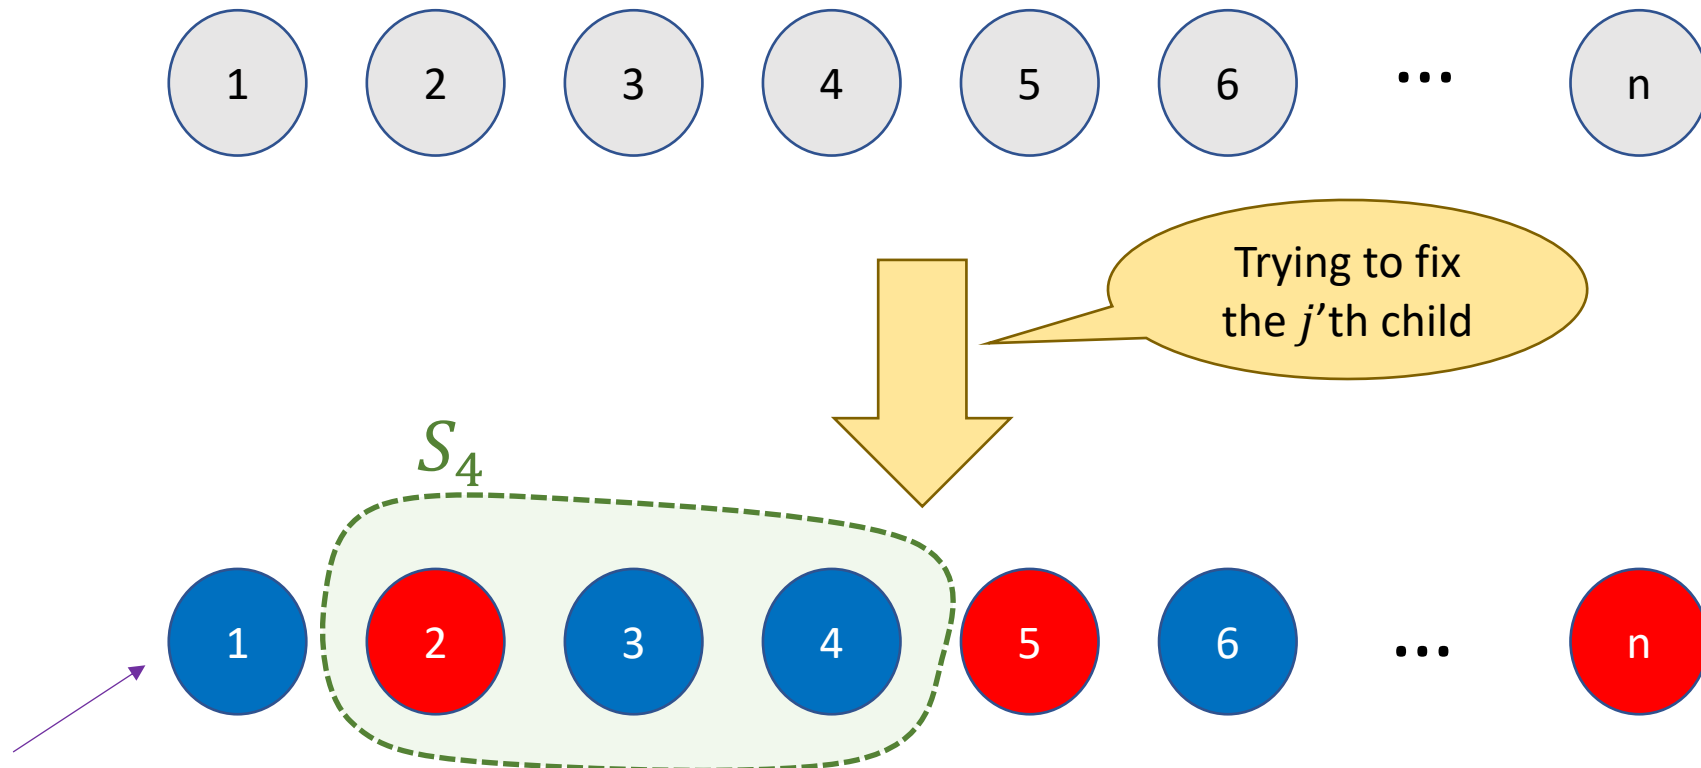 1 2 3 4 5 6 ... n
Trying to fix
the j’th child
S₄
1 2 3 4 5 6 ... n